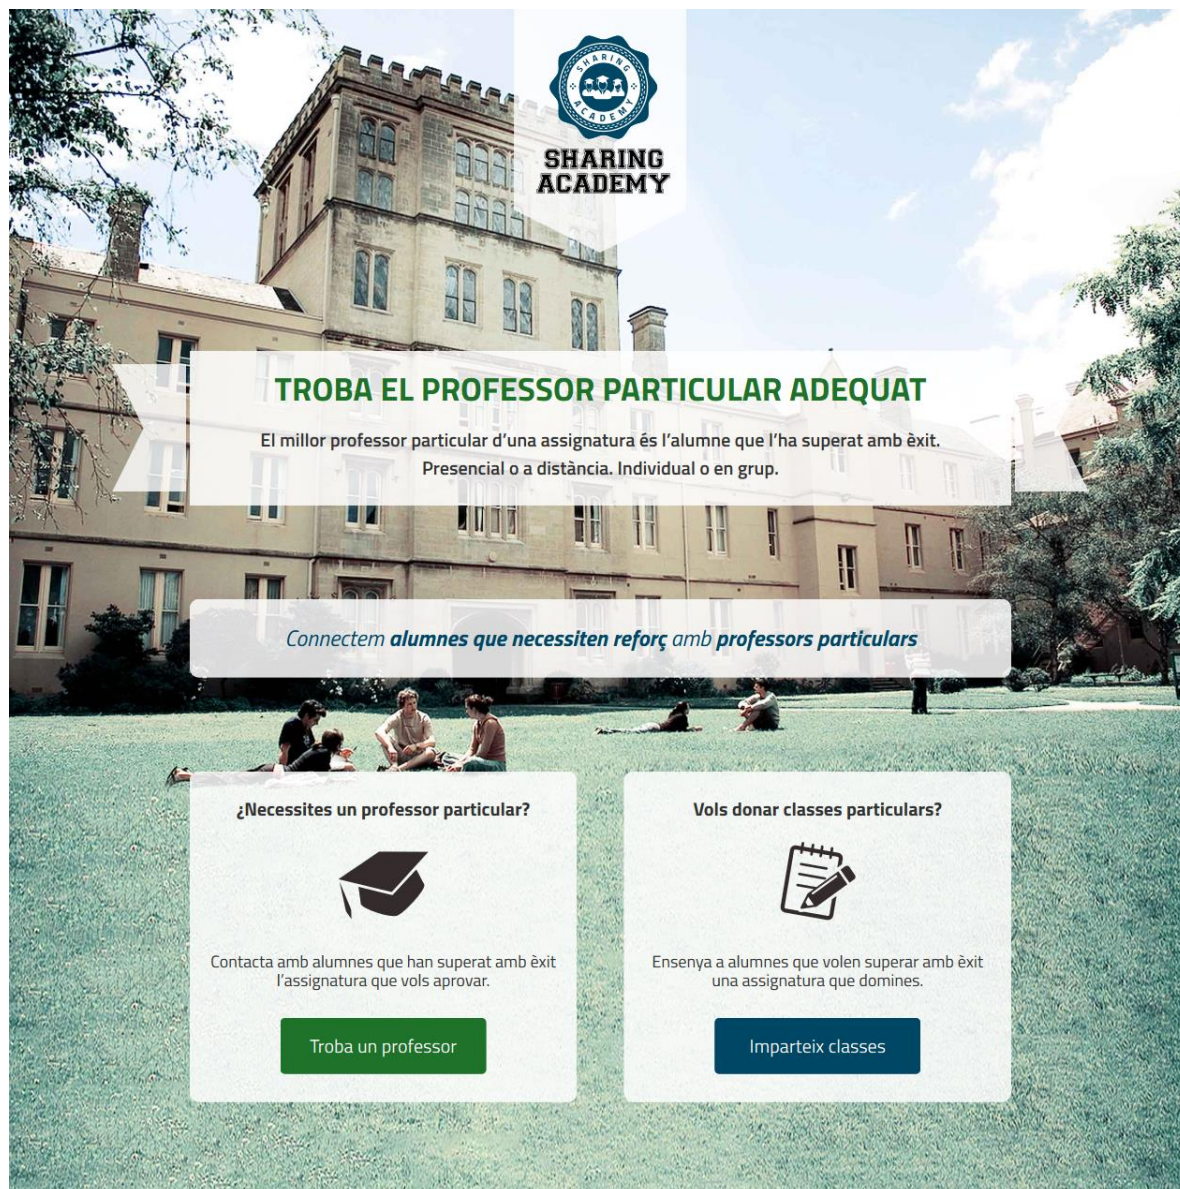 SHARING
ACADEMY
SHARING
ACADEMY
TROBA EL PROFESSOR PARTICULAR ADEQUAT
El millor professor particular d’una assignatura és l’alumne que l’ha superat amb èxit.
Presencial o a distància. Individual o en grup.
Connectem alumnes que necessiten reforç amb professors particulars
¿Necessites un professor particular?
Contacta amb alumnes que han superat amb èxit
l’assignatura que vols aprovar.
Troba un professor
Vols donar classes particulars?
Ensenya a alumnes que volen superar amb èxit
una assignatura que domines.
Imparteix classes